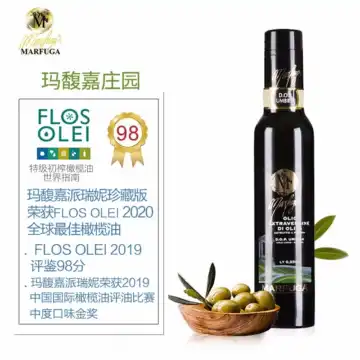 M
Marfuga
MARFUGA
玛馥嘉庄园
FLOS
OLEI
98
特级初榨橄榄油
世界指南
玛馥嘉派瑞妮珍藏版
荣获FLOS OLEI 2020
全球最佳橄榄油
. FLOS OLEI 2019
评鉴98分
. 玛馥嘉派瑞妮荣获2019
中国国际橄榄油评油比赛
中度口味金奖
D.O.P.
UMBRIA
Marfuga
OLIO
EXTRAVERGINE
DI OLIVA
D.O.P. UMBRIA
MARFUGA